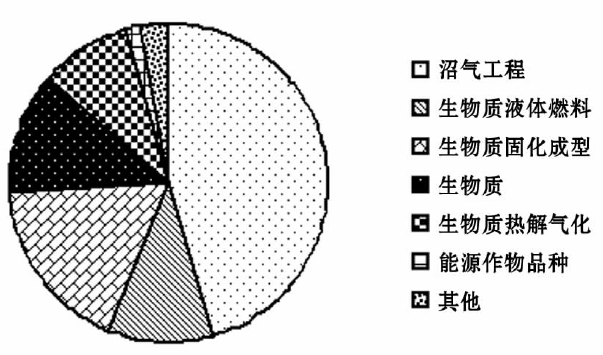 沼气工程
生物质液体燃料
生物质固化成型
生物质
生物质热解气化
能源作物品种
其他